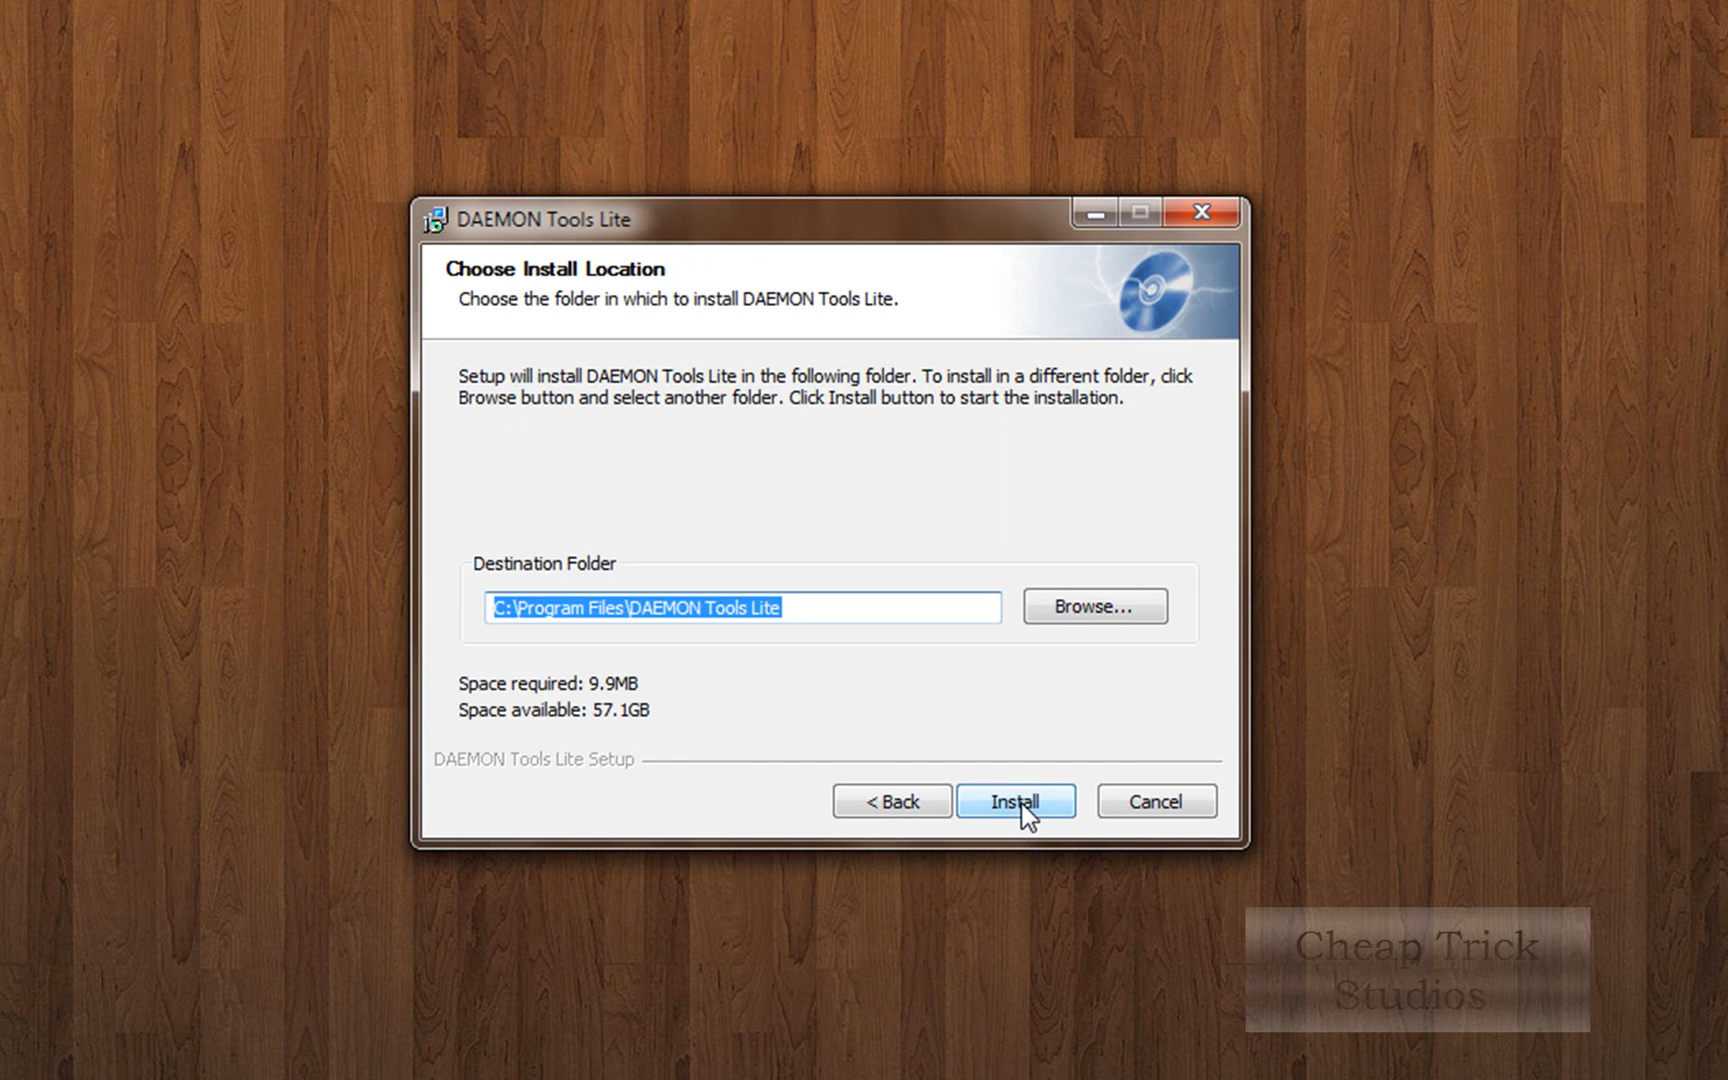 DAEMON Tools Lite
Choose Install Location
Choose the folder in which to install DAEMON Tools Lite.
Setup will install DAEMON Tools Lite in the following folder. To install in a different folder, click
Browse button and select another folder. Click Install button to start the installation.
Destination Folder
C:\Program Files\DAEMON Tools Lite
Browse...
Space required: 9.9MB
Space available: 57.1GB
DAEMON Tools Lite Setup
< Back
Install
Cancel
Cheap Trick
Studios